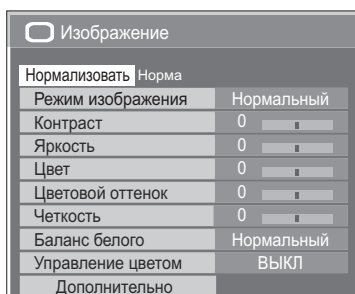 Изображение
Нормализовать Норма
Режим изображения Нормальный
Контраст 0
Яркость 0
Цвет 0
Цветовой оттенок 0
Четкость 0
Баланс белого Нормальный
Управление цветом ВЫКЛ
Дополнительно